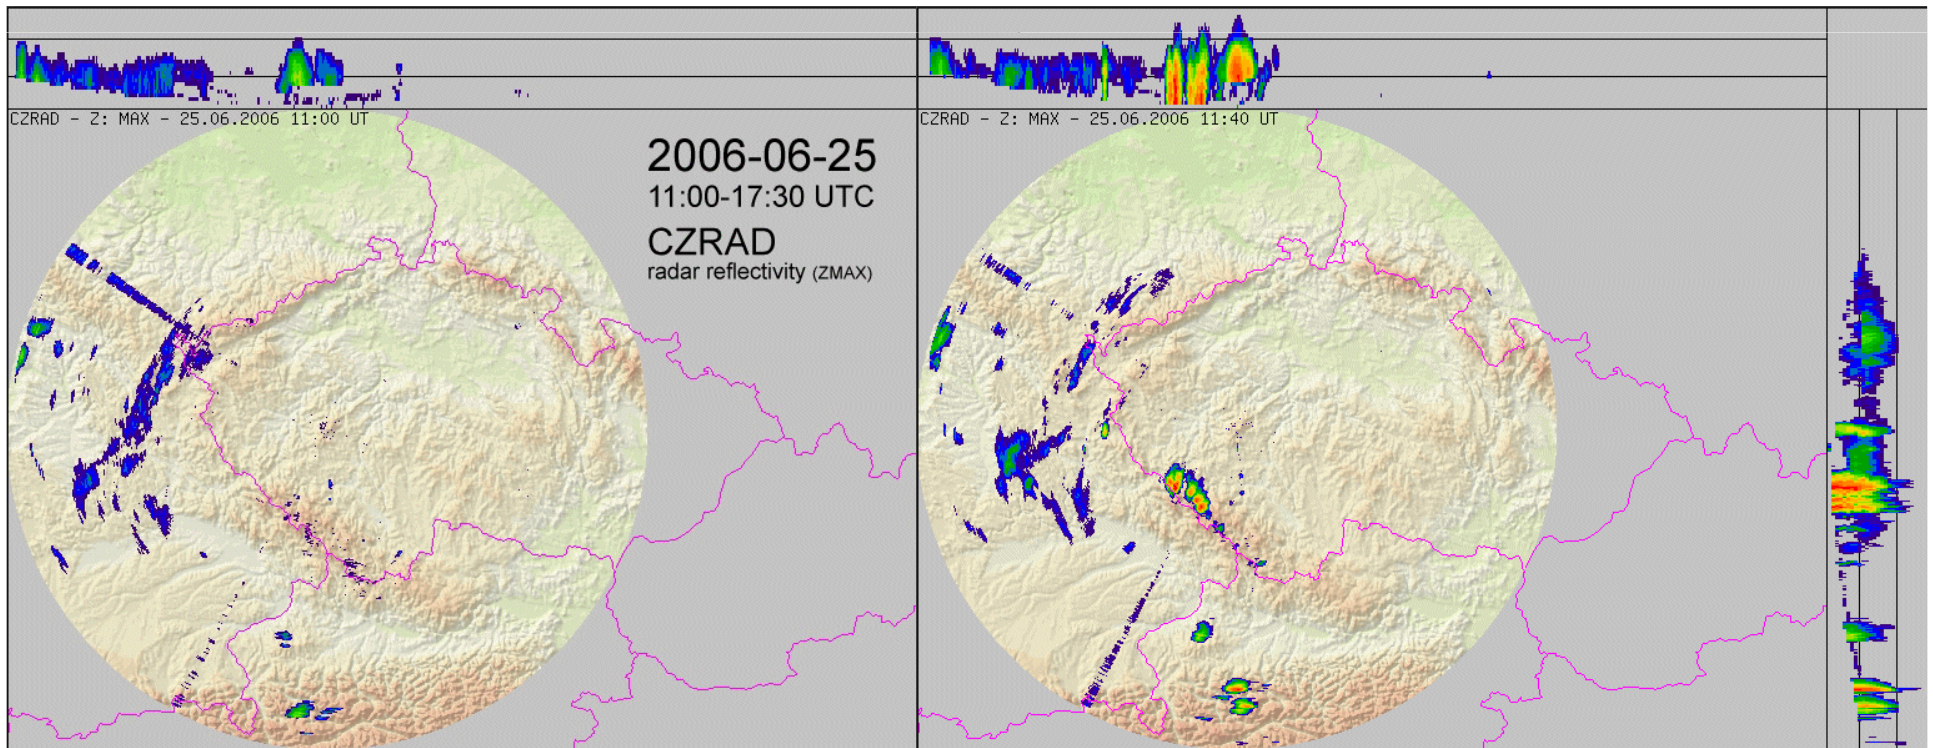 CZRAD - Z: MAX - 25.06.2006 11:00 UT
2006-06-25
11:00-17:30 UTC
CZRAD
radar reflectivity (ZMAX)
CZRAD - Z: MAX - 25.06.2006 11:40 UT